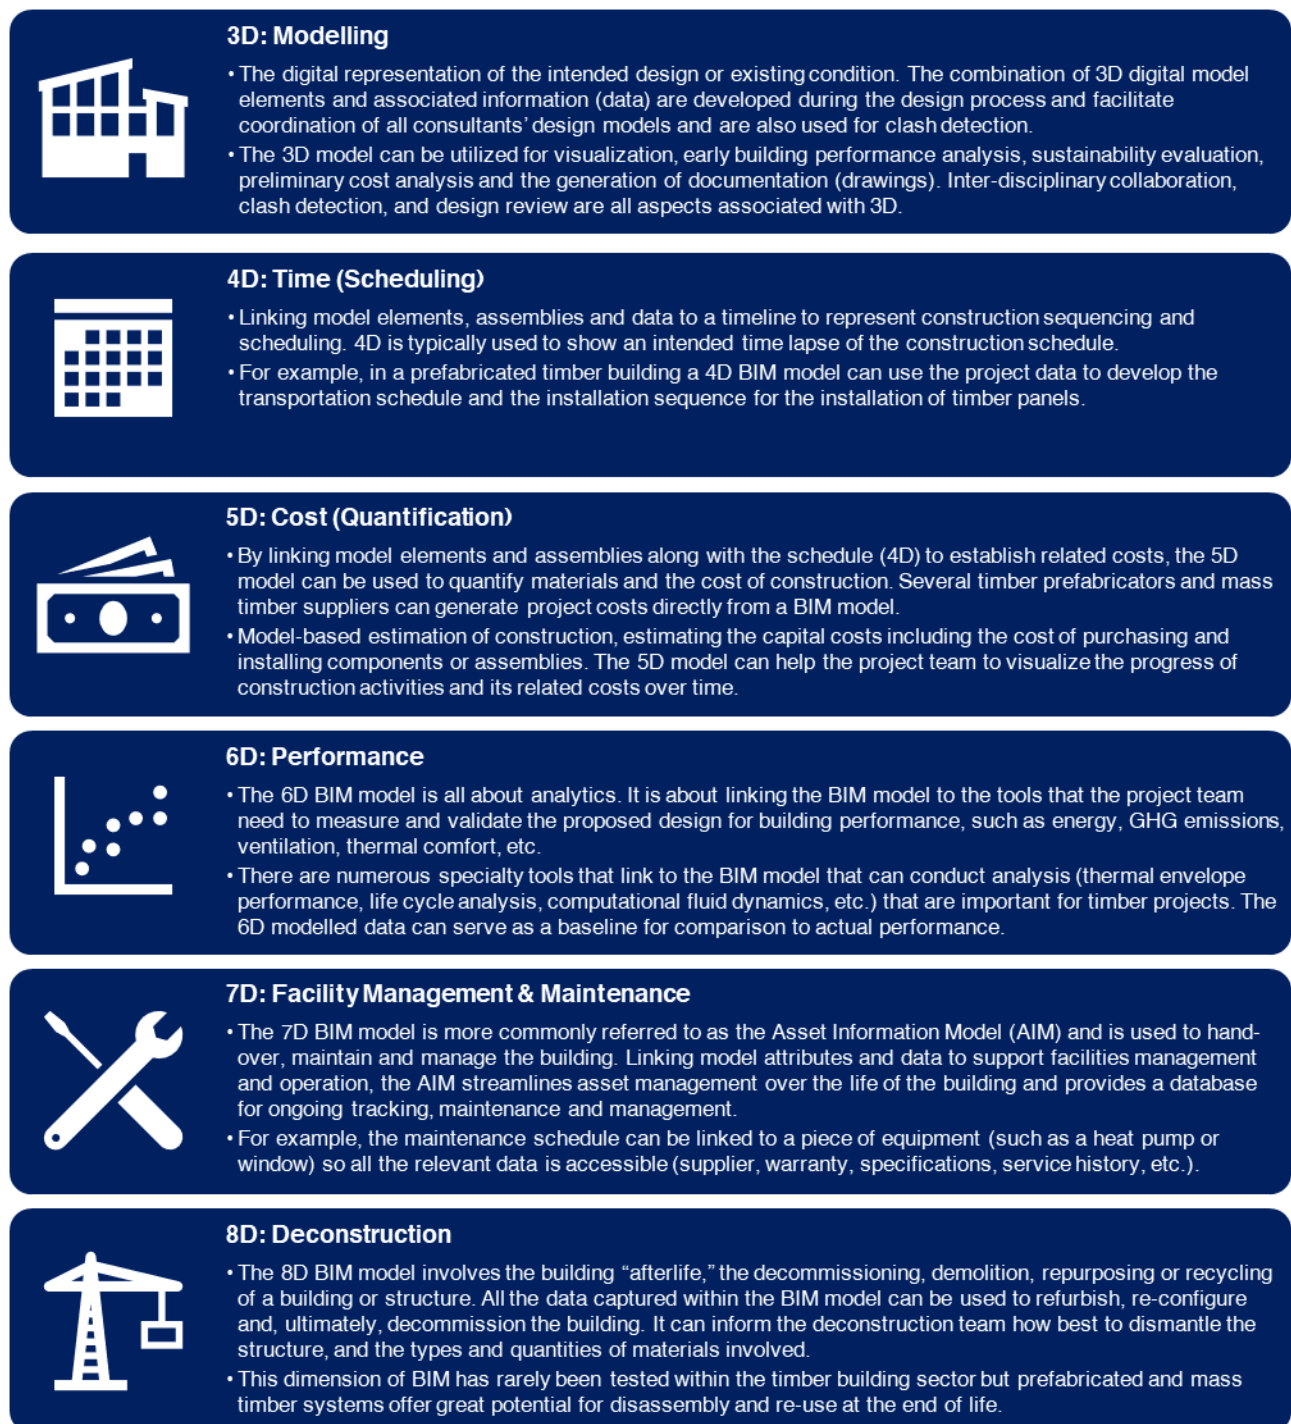 3D: Modelling
• The digital representation of the intended design or existing condition. The combination of 3D digital model
elements and associated information (data) are developed during the design process and facilitate
coordination of all consultants’ design models and are also used for clash detection.
• The 3D model can be utilized for visualization, early building performance analysis, sustainability evaluation,
preliminary cost analysis and the generation of documentation (drawings). Inter-disciplinary collaboration,
clash detection, and design review are all aspects associated with 3D.
4D: Time (Scheduling)
• Linking model elements, assemblies and data to a timeline to represent construction sequencing and
scheduling. 4D is typically used to show an intended time lapse of the construction schedule.
• For example, in a prefabricated timber building a 4D BIM model can use the project data to develop the
transportation schedule and the installation sequence for the installation of timber panels.
5D: Cost (Quantification)
• By linking model elements and assemblies along with the schedule (4D) to establish related costs, the 5D
model can be used to quantify materials and the cost of construction. Several timber prefabricators and mass
timber suppliers can generate project costs directly from a BIM model.
• Model-based estimation of construction, estimating the capital costs including the cost of purchasing and
installing components or assemblies. The 5D model can help the project team to visualize the progress of
construction activities and its related costs over time.
6D: Performance
• The 6D BIM model is all about analytics. It is about linking the BIM model to the tools that the project team
need to measure and validate the proposed design for building performance, such as energy, GHG emissions,
ventilation, thermal comfort, etc.
• There are numerous specialty tools that link to the BIM model that can conduct analysis (thermal envelope
performance, life cycle analysis, computational fluid dynamics, etc.) that are important for timber projects. The
6D modelled data can serve as a baseline for comparison to actual performance.
7D: Facility Management & Maintenance
• The 7D BIM model is more commonly referred to as the Asset Information Model (AIM) and is used to hand-
over, maintain and manage the building. Linking model attributes and data to support facilities management
and operation, the AIM streamlines asset management over the life of the building and provides a database
for ongoing tracking, maintenance and management.
• For example, the maintenance schedule can be linked to a piece of equipment (such as a heat pump or
window) so all the relevant data is accessible (supplier, warranty, specifications, service history, etc.).
8D: Deconstruction
• The 8D BIM model involves the building “afterlife,” the decommissioning, demolition, repurposing or recycling
of a building or structure. All the data captured within the BIM model can be used to refurbish, re-configure
and, ultimately, decommission the building. It can inform the deconstruction team how best to dismantle the
structure, and the types and quantities of materials involved.
• This dimension of BIM has rarely been tested within the timber building sector but prefabricated and mass
timber systems offer great potential for disassembly and re-use at the end of life.